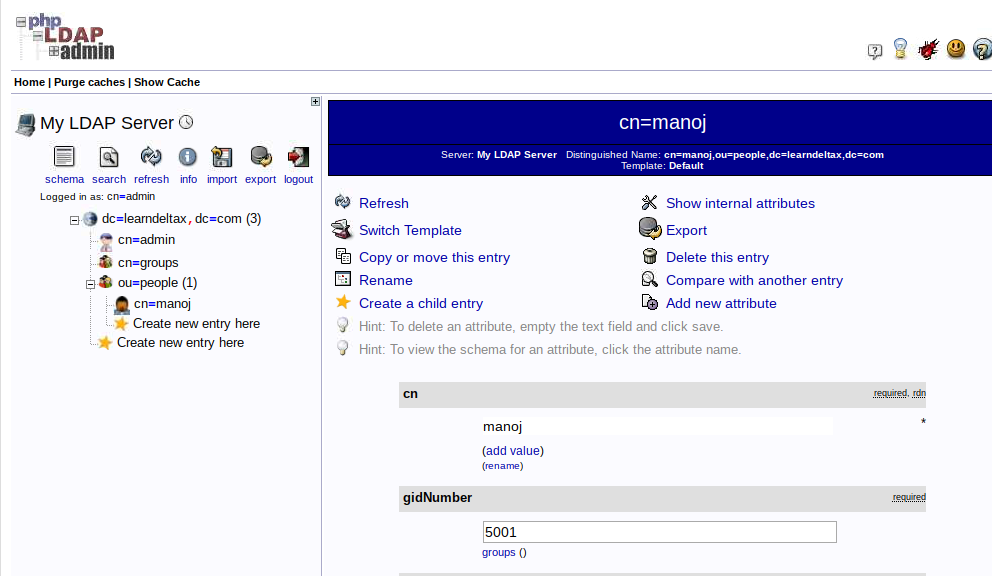 php
LDAP
admin
Home | Purge caches | Show Cache
My LDAP Server
schema search refresh info import export logout
Logged in as: cn=admin
dc=learndeltax,dc=com (3)
cn=admin
cn=groups
ou=people (1)
cn=manoj
Create new entry here
Create new entry here
cn=manoj
Server: My LDAP Server Distinguished Name: cn=manoj,ou=people,dc=learndeltax,dc=com
Template: Default
Refresh Show internal attributes
Switch Template Export
Copy or move this entry Delete this entry
Rename Compare with another entry
Create a child entry Add new attribute
Hint: To delete an attribute, empty the text field and click save.
Hint: To view the schema for an attribute, click the attribute name.
cn required, rdn
manoj *
(add value)
(rename)
gidNumber required
5001
groups ()